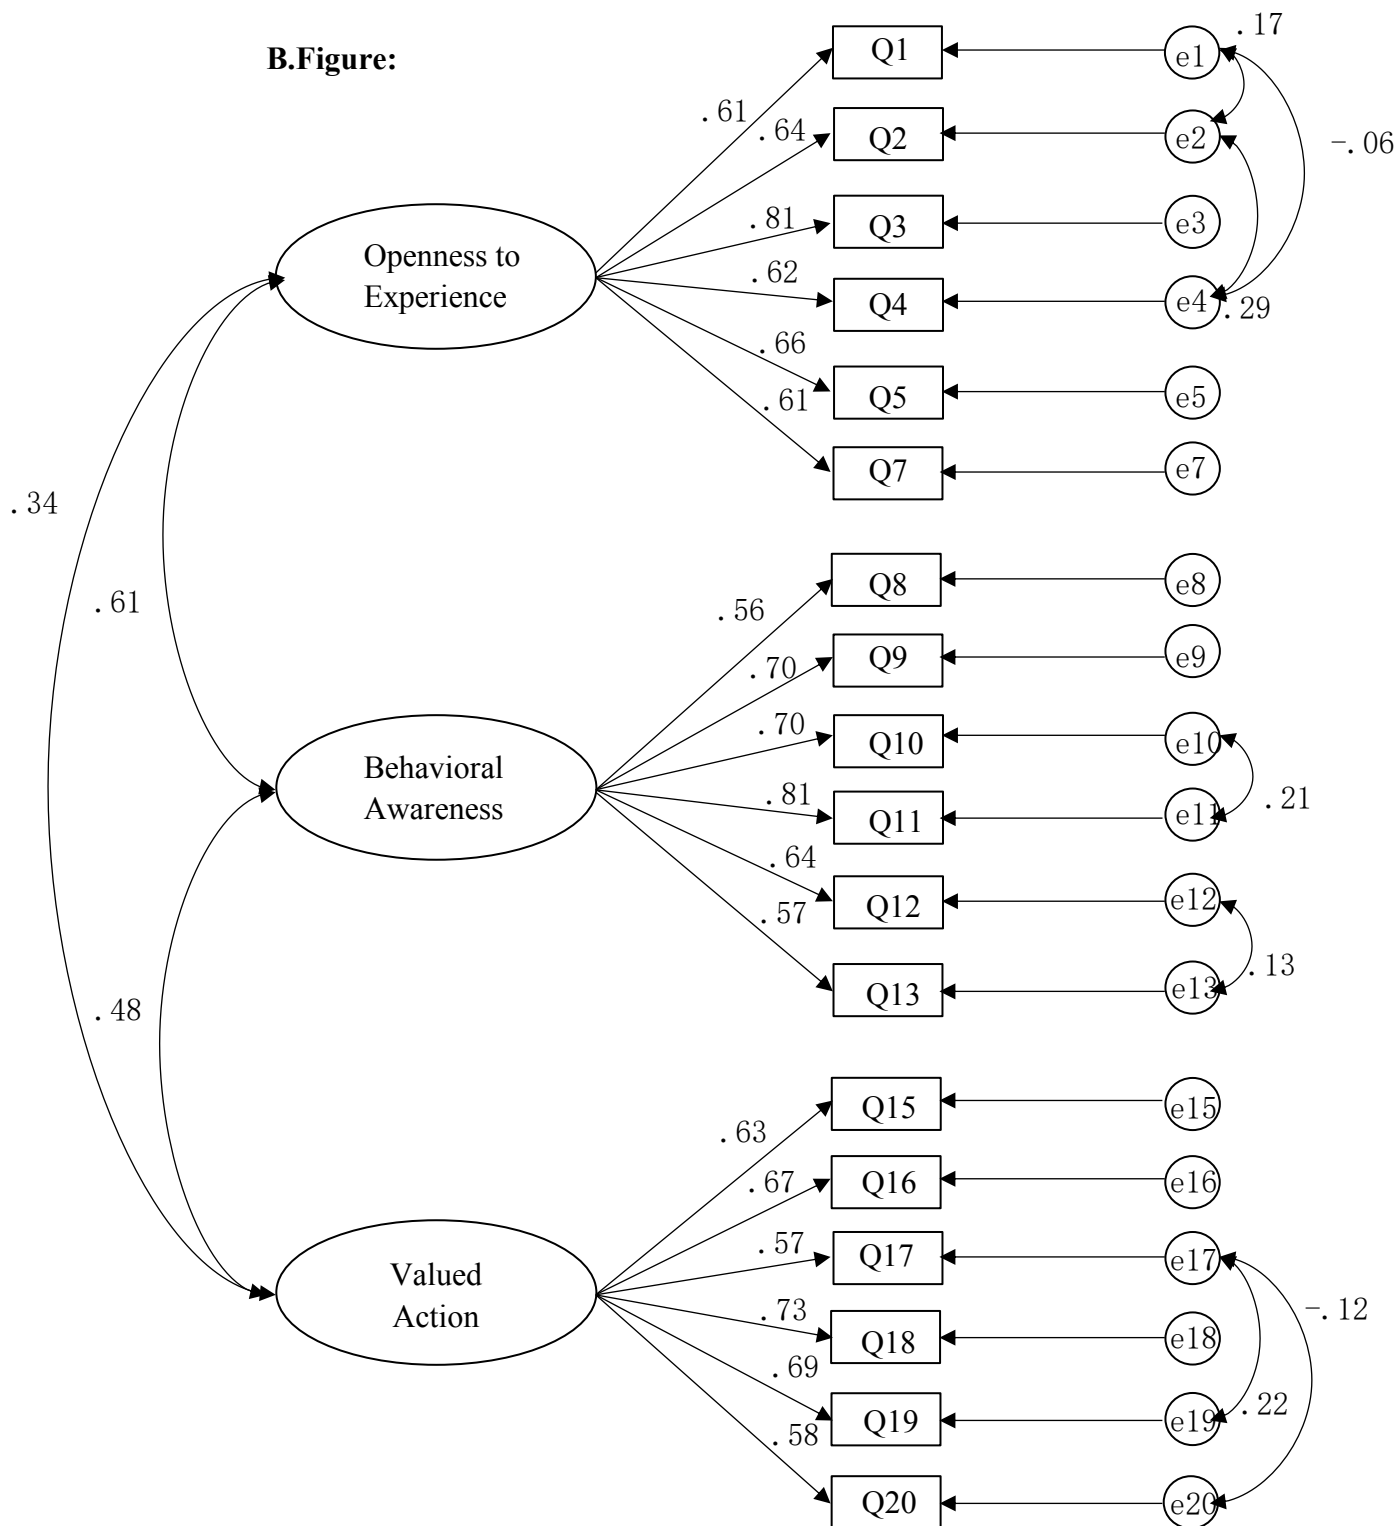 B.Figure:
Q1
e1
.17
.61
.64
Q2
e2
-.06
.81
Q3
e3
Openness to
Experience
.62
Q4
e4
.29
.66
Q5
e5
.61
Q7
e7
.34
.61
Q8
e8
.56
Q9
e9
.70
.70
Q10
e10
Behavioral
Awareness
.81
Q11
e11
.21
.64
Q12
e12
.57
.13
Q13
e13
.48
Q15
e15
.63
.67
Q16
e16
.57
Q17
e17
Valued
Action
.73
Q18
e18
-.12
.69
Q19
e19
.22
.58
Q20
e20